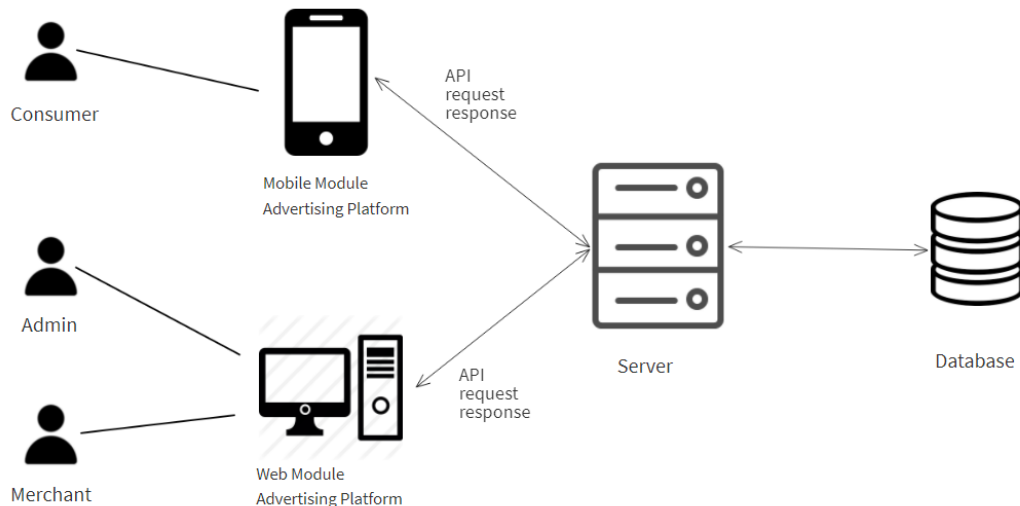 Consumer
Mobile Module
Advertising Platform
API
request
response
Admin
Server
Database
API
request
response
Merchant
Web Module
Advertising Platform